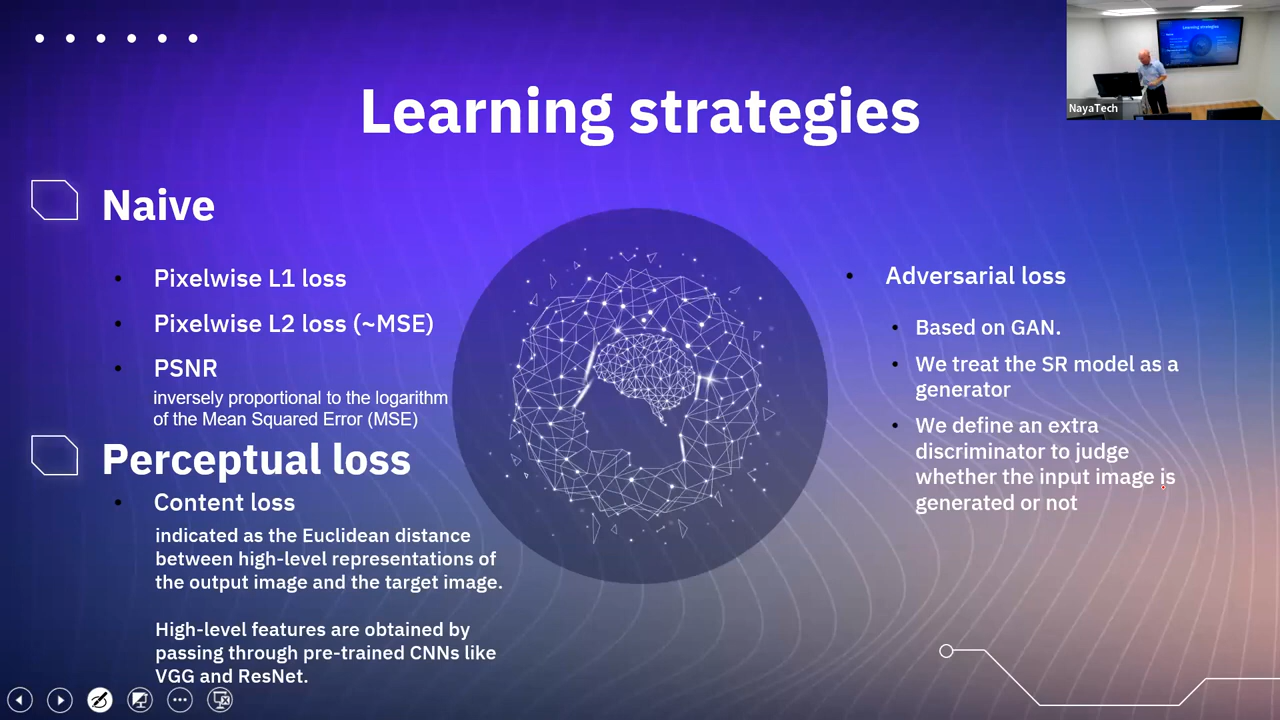 Learning strategies
NayaTech
Naive
Pixelwise L1 loss
Pixelwise L2 loss (~MSE)
PSNR
inversely proportional to the logarithm
of the Mean Squared Error (MSE)
Perceptual loss
Content loss
indicated as the Euclidean distance
between high-level representations of
the output image and the target image.
High-level features are obtained by
passing through pre-trained CNNs like
VGG and ResNet.
Adversarial loss
Based on GAN.
We treat the SR model as a
generator
We define an extra
discriminator to judge
whether the input image is
generated or not